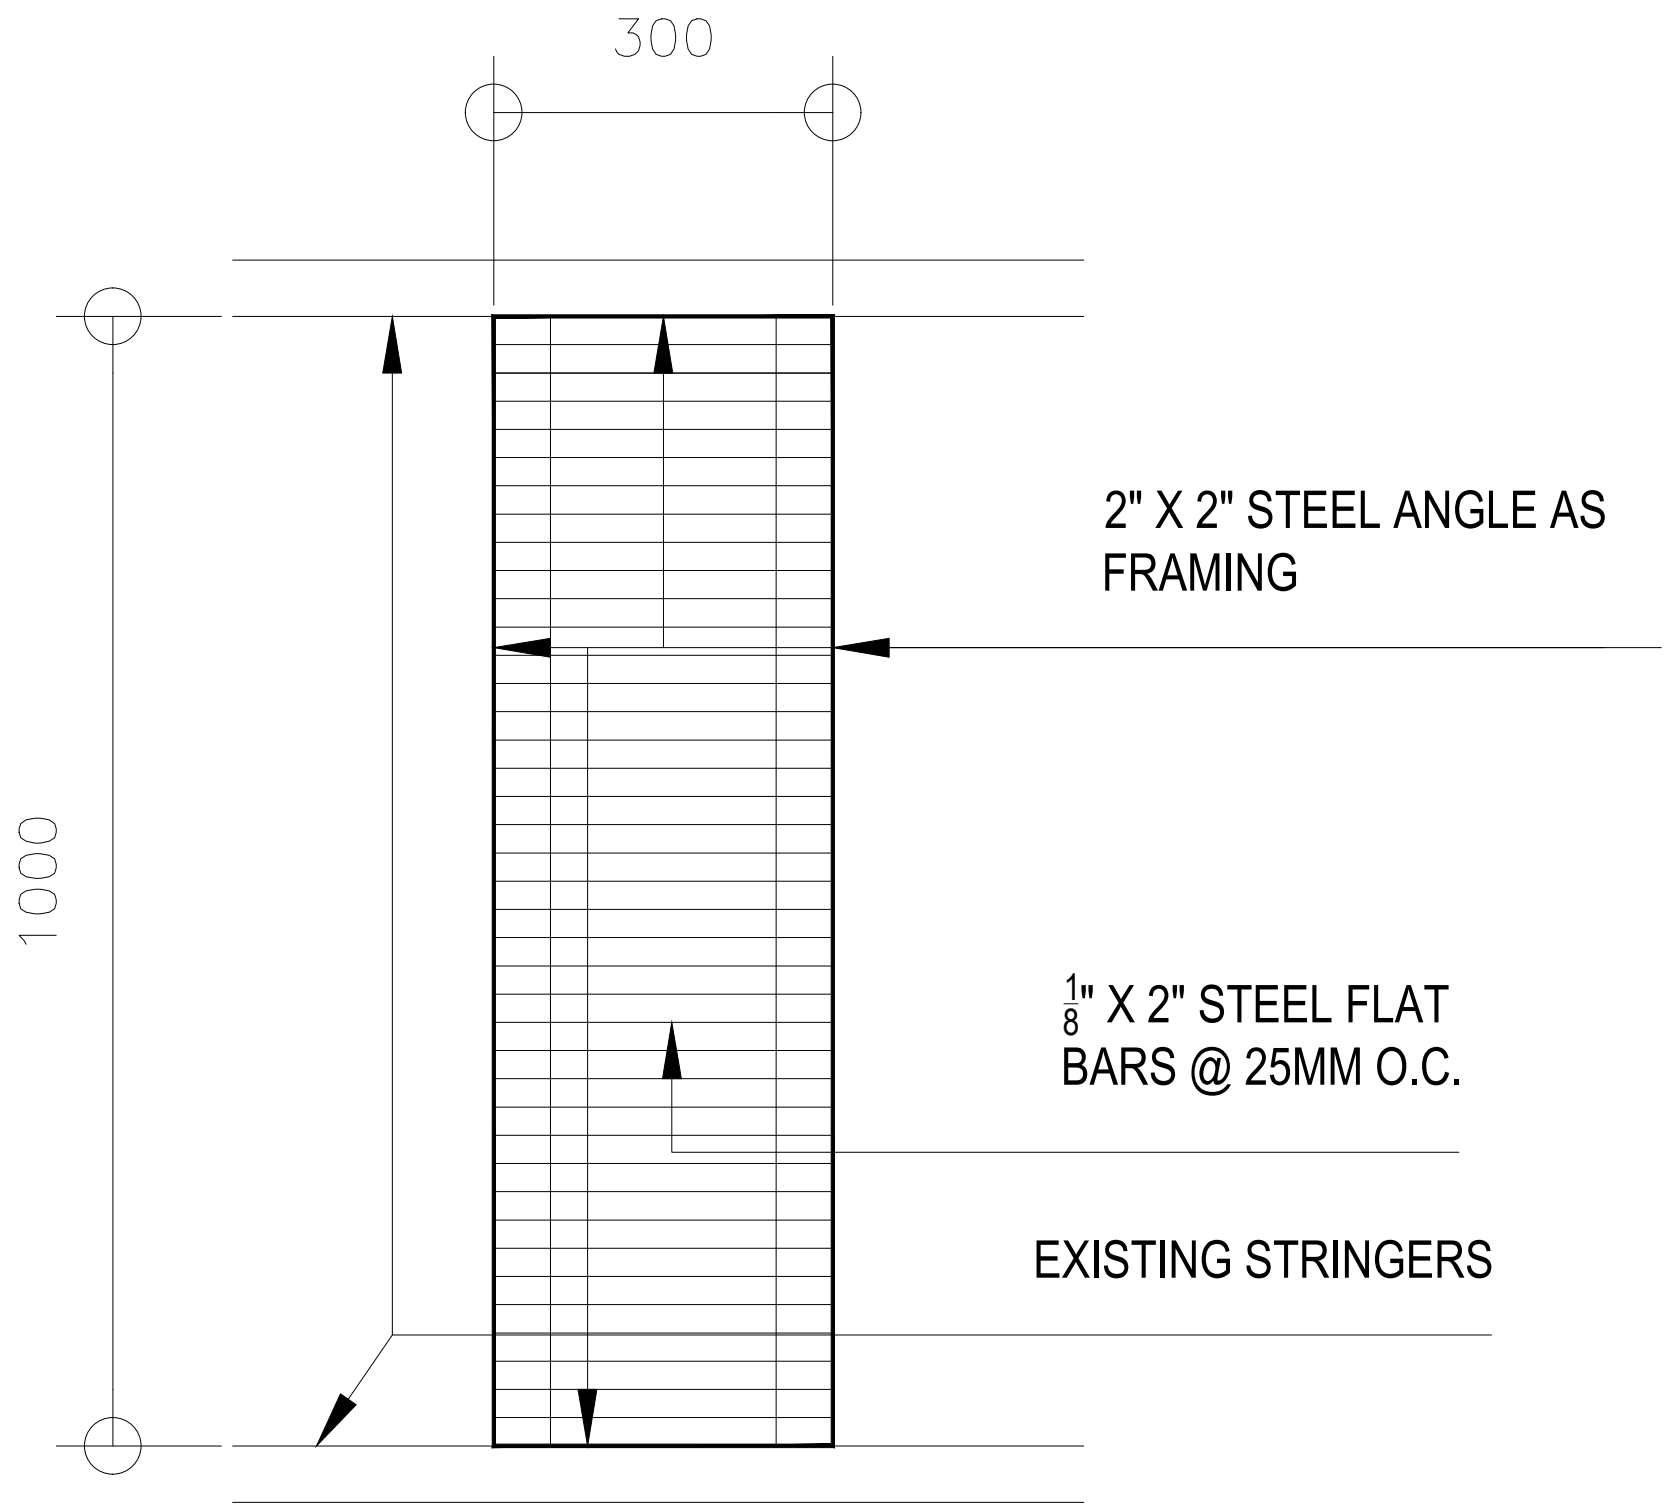 300
2" X 2" STEEL ANGLE AS
FRAMING
1000
1/8" X 2" STEEL FLAT
BARS @ 25MM O.C.
EXISTING STRINGERS